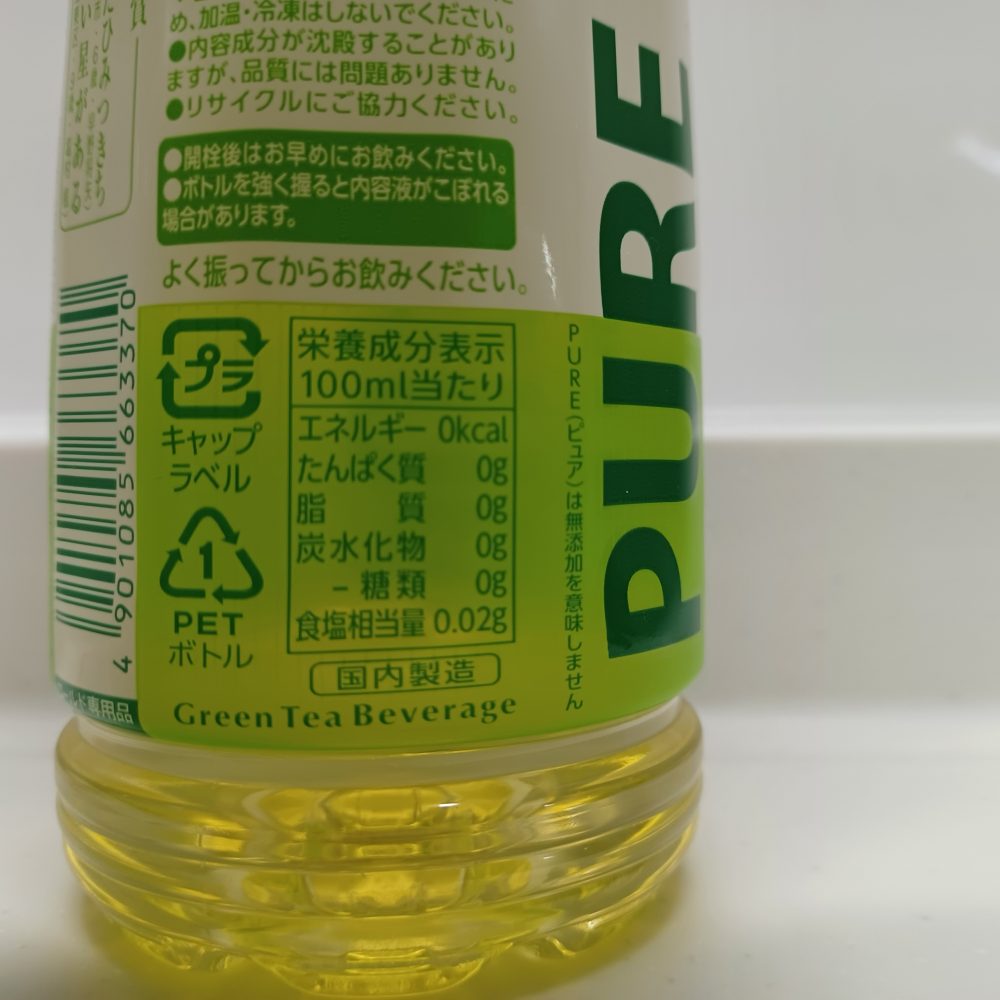 め、加温・冷凍はしないでください。
●内容成分が沈殿することがあり
ますが、品質には問題ありません。
●リサイクルにご協力ください。
●開栓後はお早めにお飲みください。
●ボトルを強く握ると内容液がこぼれる
場合があります。
よく振ってからお飲みください。
プラ
キャップ
ラベル
1
PET
ボトル
栄養成分表示
100ml当たり
エネルギー 0kcal
たんぱく質 0g
脂質 0g
炭水化物 0g
－糖類 0g
食塩相当量 0.02g
国内製造
Green Tea Beverage
PURE(ピュア)は無添加を意味しません
PURE
4 901085 663370
専用品
質